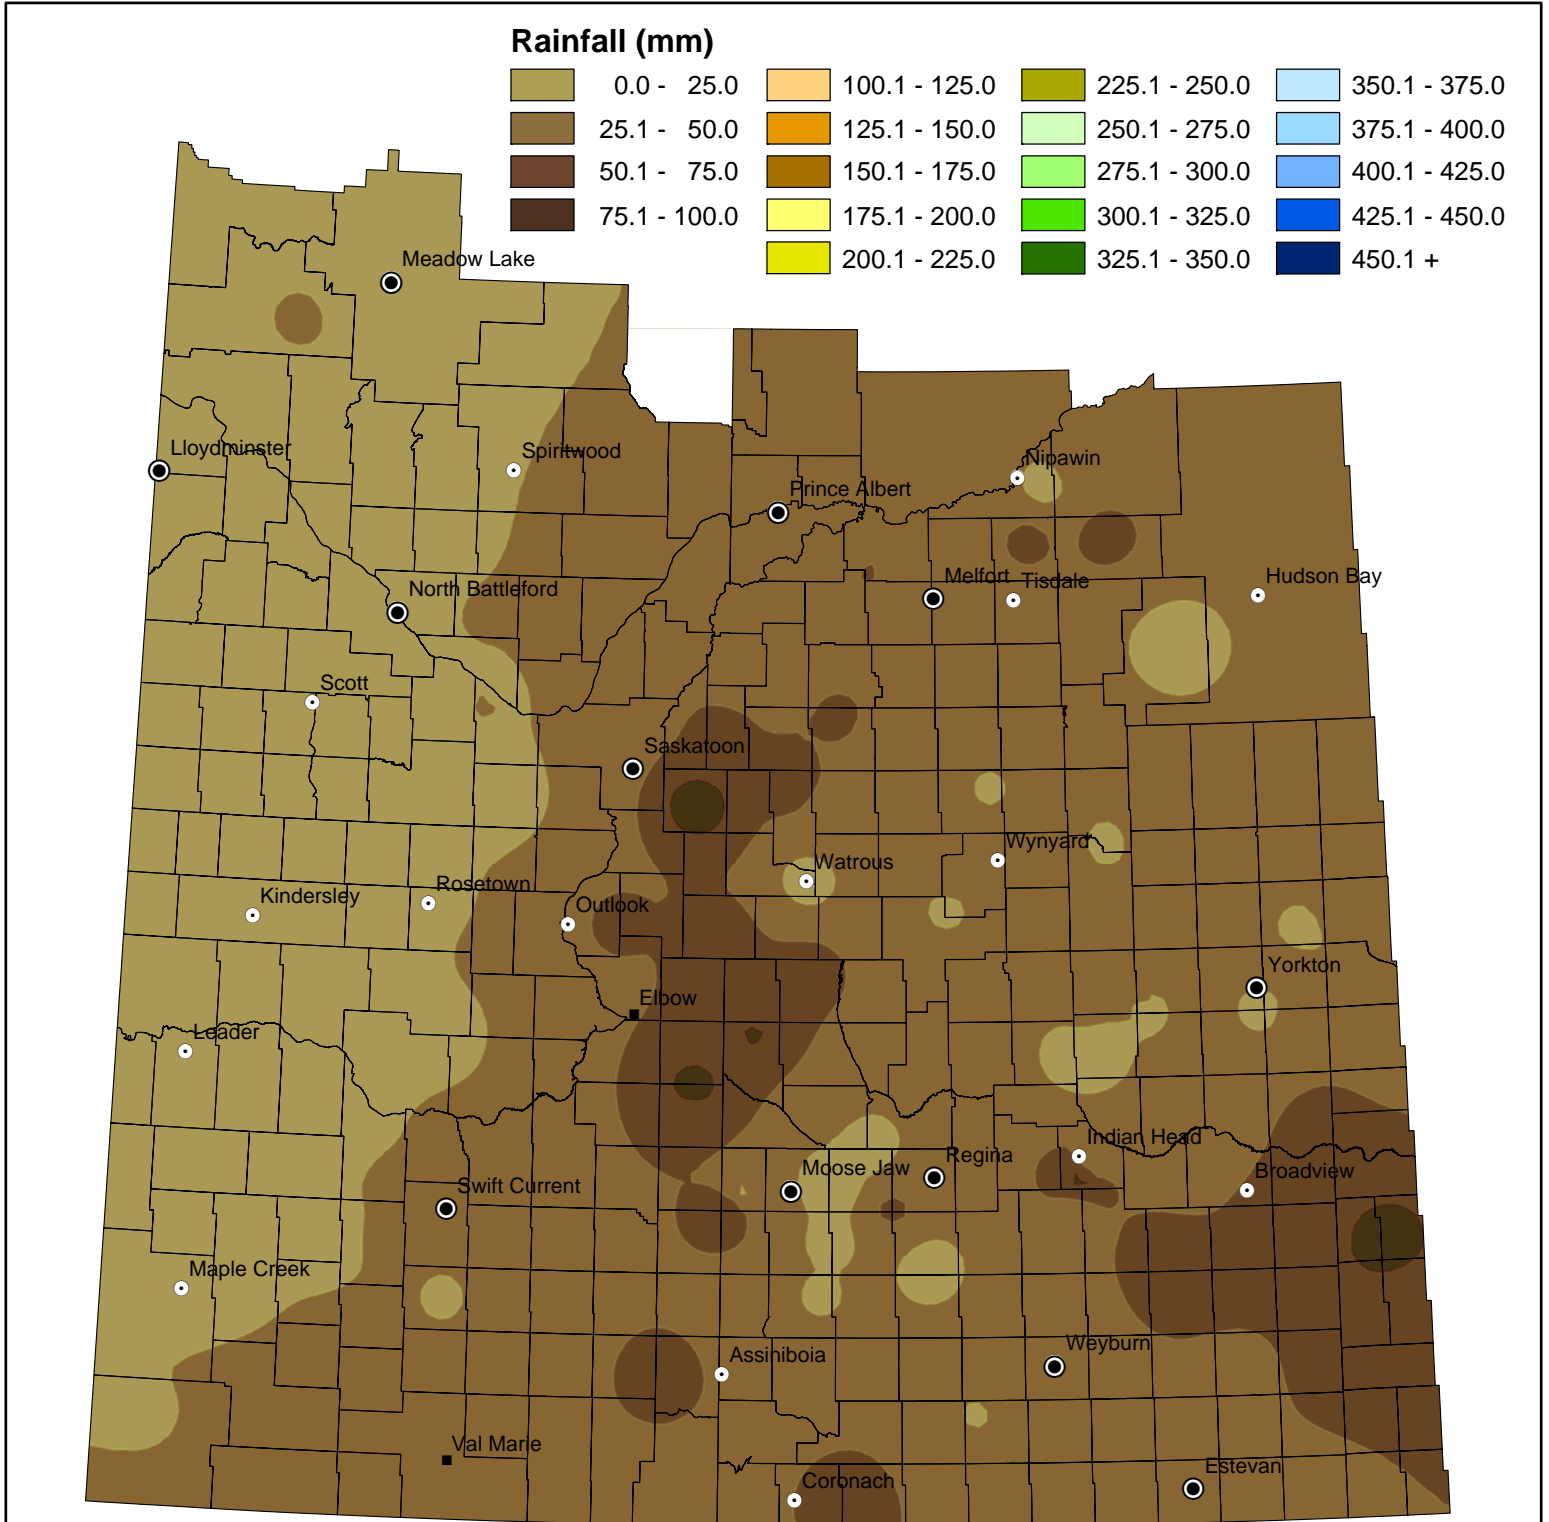 Rainfall (mm)
0.0 - 25.0
25.1 - 50.0
50.1 - 75.0
75.1 - 100.0
100.1 - 125.0
125.1 - 150.0
150.1 - 175.0
175.1 - 200.0
200.1 - 225.0
225.1 - 250.0
250.1 - 275.0
275.1 - 300.0
300.1 - 325.0
325.1 - 350.0
350.1 - 375.0
375.1 - 400.0
400.1 - 425.0
425.1 - 450.0
450.1 +
Meadow Lake
Lloydminster
Spiritwood
Nipawin
Prince Albert
North Battleford
Melfort
Tisdale
Hudson Bay
Scott
Saskatoon
Wynyard
Watrous
Kindersley
Rosetown
Outlook
Yorkton
Elbow
Leader
Indian Head
Regina
Moose Jaw
Broadview
Swift Current
Maple Creek
Weyburn
Assiniboia
Val Marie
Estevan
Coronach